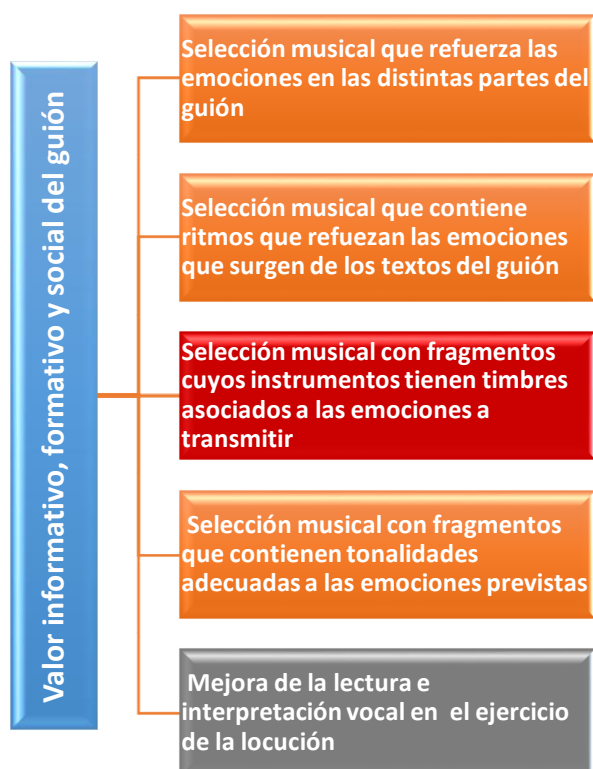 Valor informativo, formativo y social del guión
Selección musical que refuerza las
emociones en las distintas partes del
guión
Selección musical que contiene
ritmos que refuezan las emociones
que surgen de los textos del guión
Selección musical con fragmentos
cuyos instrumentos tienen timbres
asociados a las emociones a
transmitir
Selección musical con fragmentos
que contienen tonalidades
adecuadas a las emociones previstas
Mejora de la lectura e
interpretación vocal en el ejercicio
de la locución